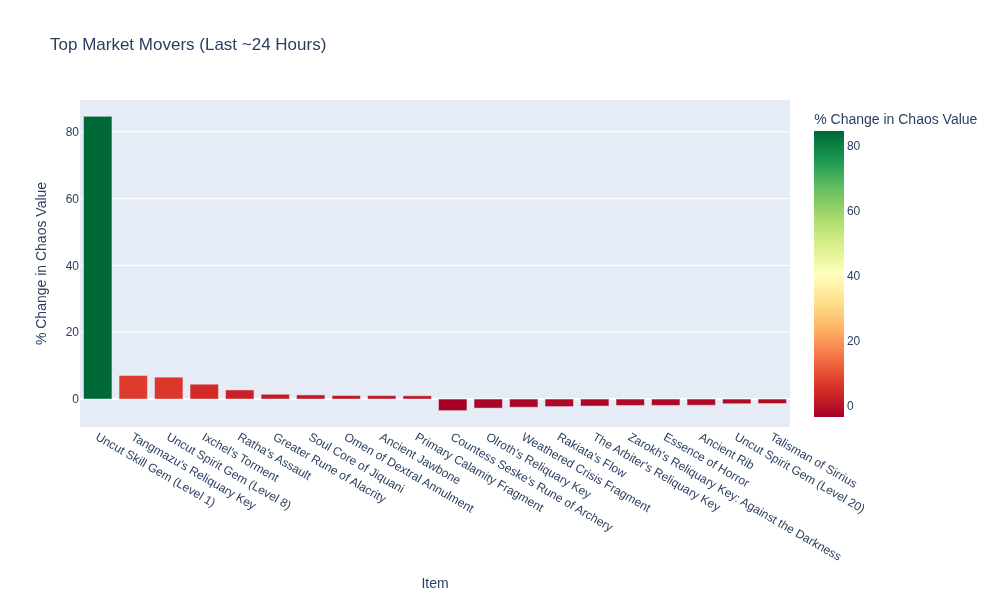 Top Market Movers (Last ~24 Hours)
% Change in Chaos Value
80
60
40
20
0
Uncut Skill Gem (Level 1)
Tangmazu's Reliquary Key
Uncut Spirit Gem (Level 8)
Ixchel's Torment
Ratha's Assault
Greater Rune of Alacrity
Soul Core of Jiquani
Omen of Dextral Annulment
Ancient Jawbone
Primary Calamity Fragment
Countess Seske's Rune of Archery
Olroth's Reliquary Key
Weathered Crisis Fragment
Rakiata's Flow
The Arbiter's Reliquary Key
Zarokh's Reliquary Key: Against the Darkness
Essence of Horror
Ancient Rib
Uncut Spirit Gem (Level 20)
Talisman of Sirrius
Item
% Change in Chaos Value
80
60
40
20
0